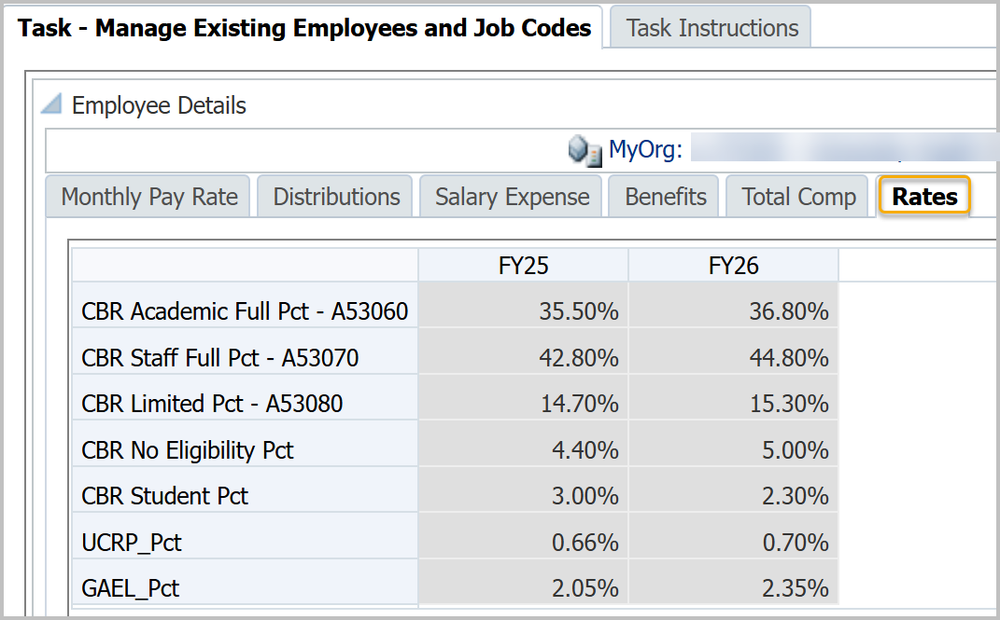 Task - Manage Existing Employees and Job Codes Task Instructions
Employee Details
MyOrg:
Monthly Pay Rate Distributions Salary Expense Benefits Total Comp Rates
FY25 FY26
CBR Academic Full Pct - A53060 35.50% 36.80%
CBR Staff Full Pct - A53070 42.80% 44.80%
CBR Limited Pct - A53080 14.70% 15.30%
CBR No Eligibility Pct 4.40% 5.00%
CBR Student Pct 3.00% 2.30%
UCRP_Pct 0.66% 0.70%
GAEL_Pct 2.05% 2.35%